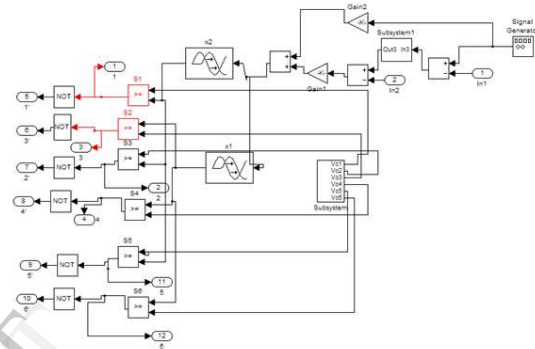 Gain2
-K-
Signal
Generator
x2
Subsystem1
Out3 In3
+
+
+
−
+
−
1
In1
2
In2
-K-
Gain1
1
1
S1
>=
5
1'
NOT
S2
>=
6
3'
NOT
3
3
S3
>=
7
2'
NOT
2
2
x1
Vc1
Vc2
Vc3
Vc4
Vc5
Vc6
Subsystem
S4
>=
8
4'
NOT
4
4
S5
>=
9
5'
NOT
11
5
S6
>=
10
6'
NOT
12
6